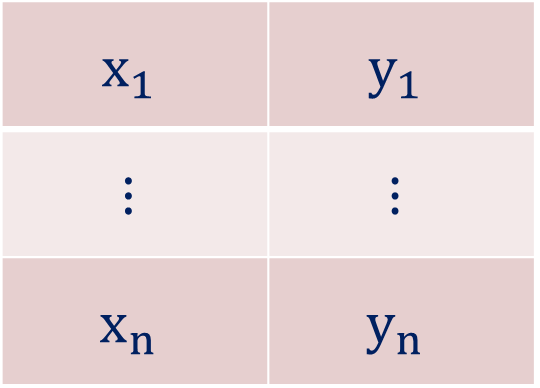 x₁ y₁
⋮ ⋮
xₙ yₙ